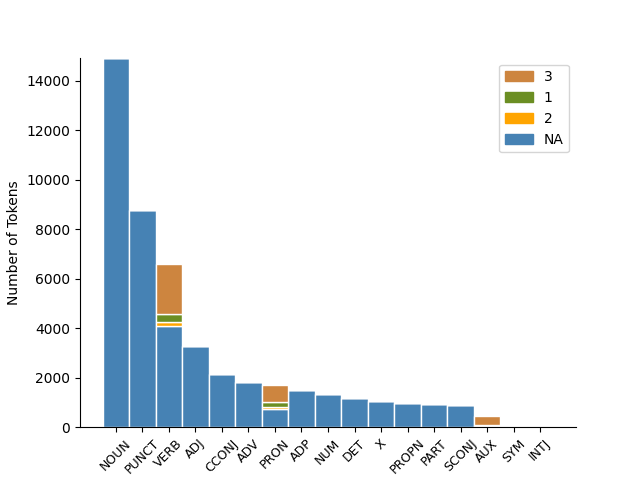 14000
12000
10000
8000
6000
4000
2000
0
Number of Tokens
3
1
2
NA
NOUN
PUNCT
VERB
ADJ
CCONJ
ADV
PRON
ADP
NUM
DET
X
PROPN
PART
SCONJ
AUX
SYM
INTJ